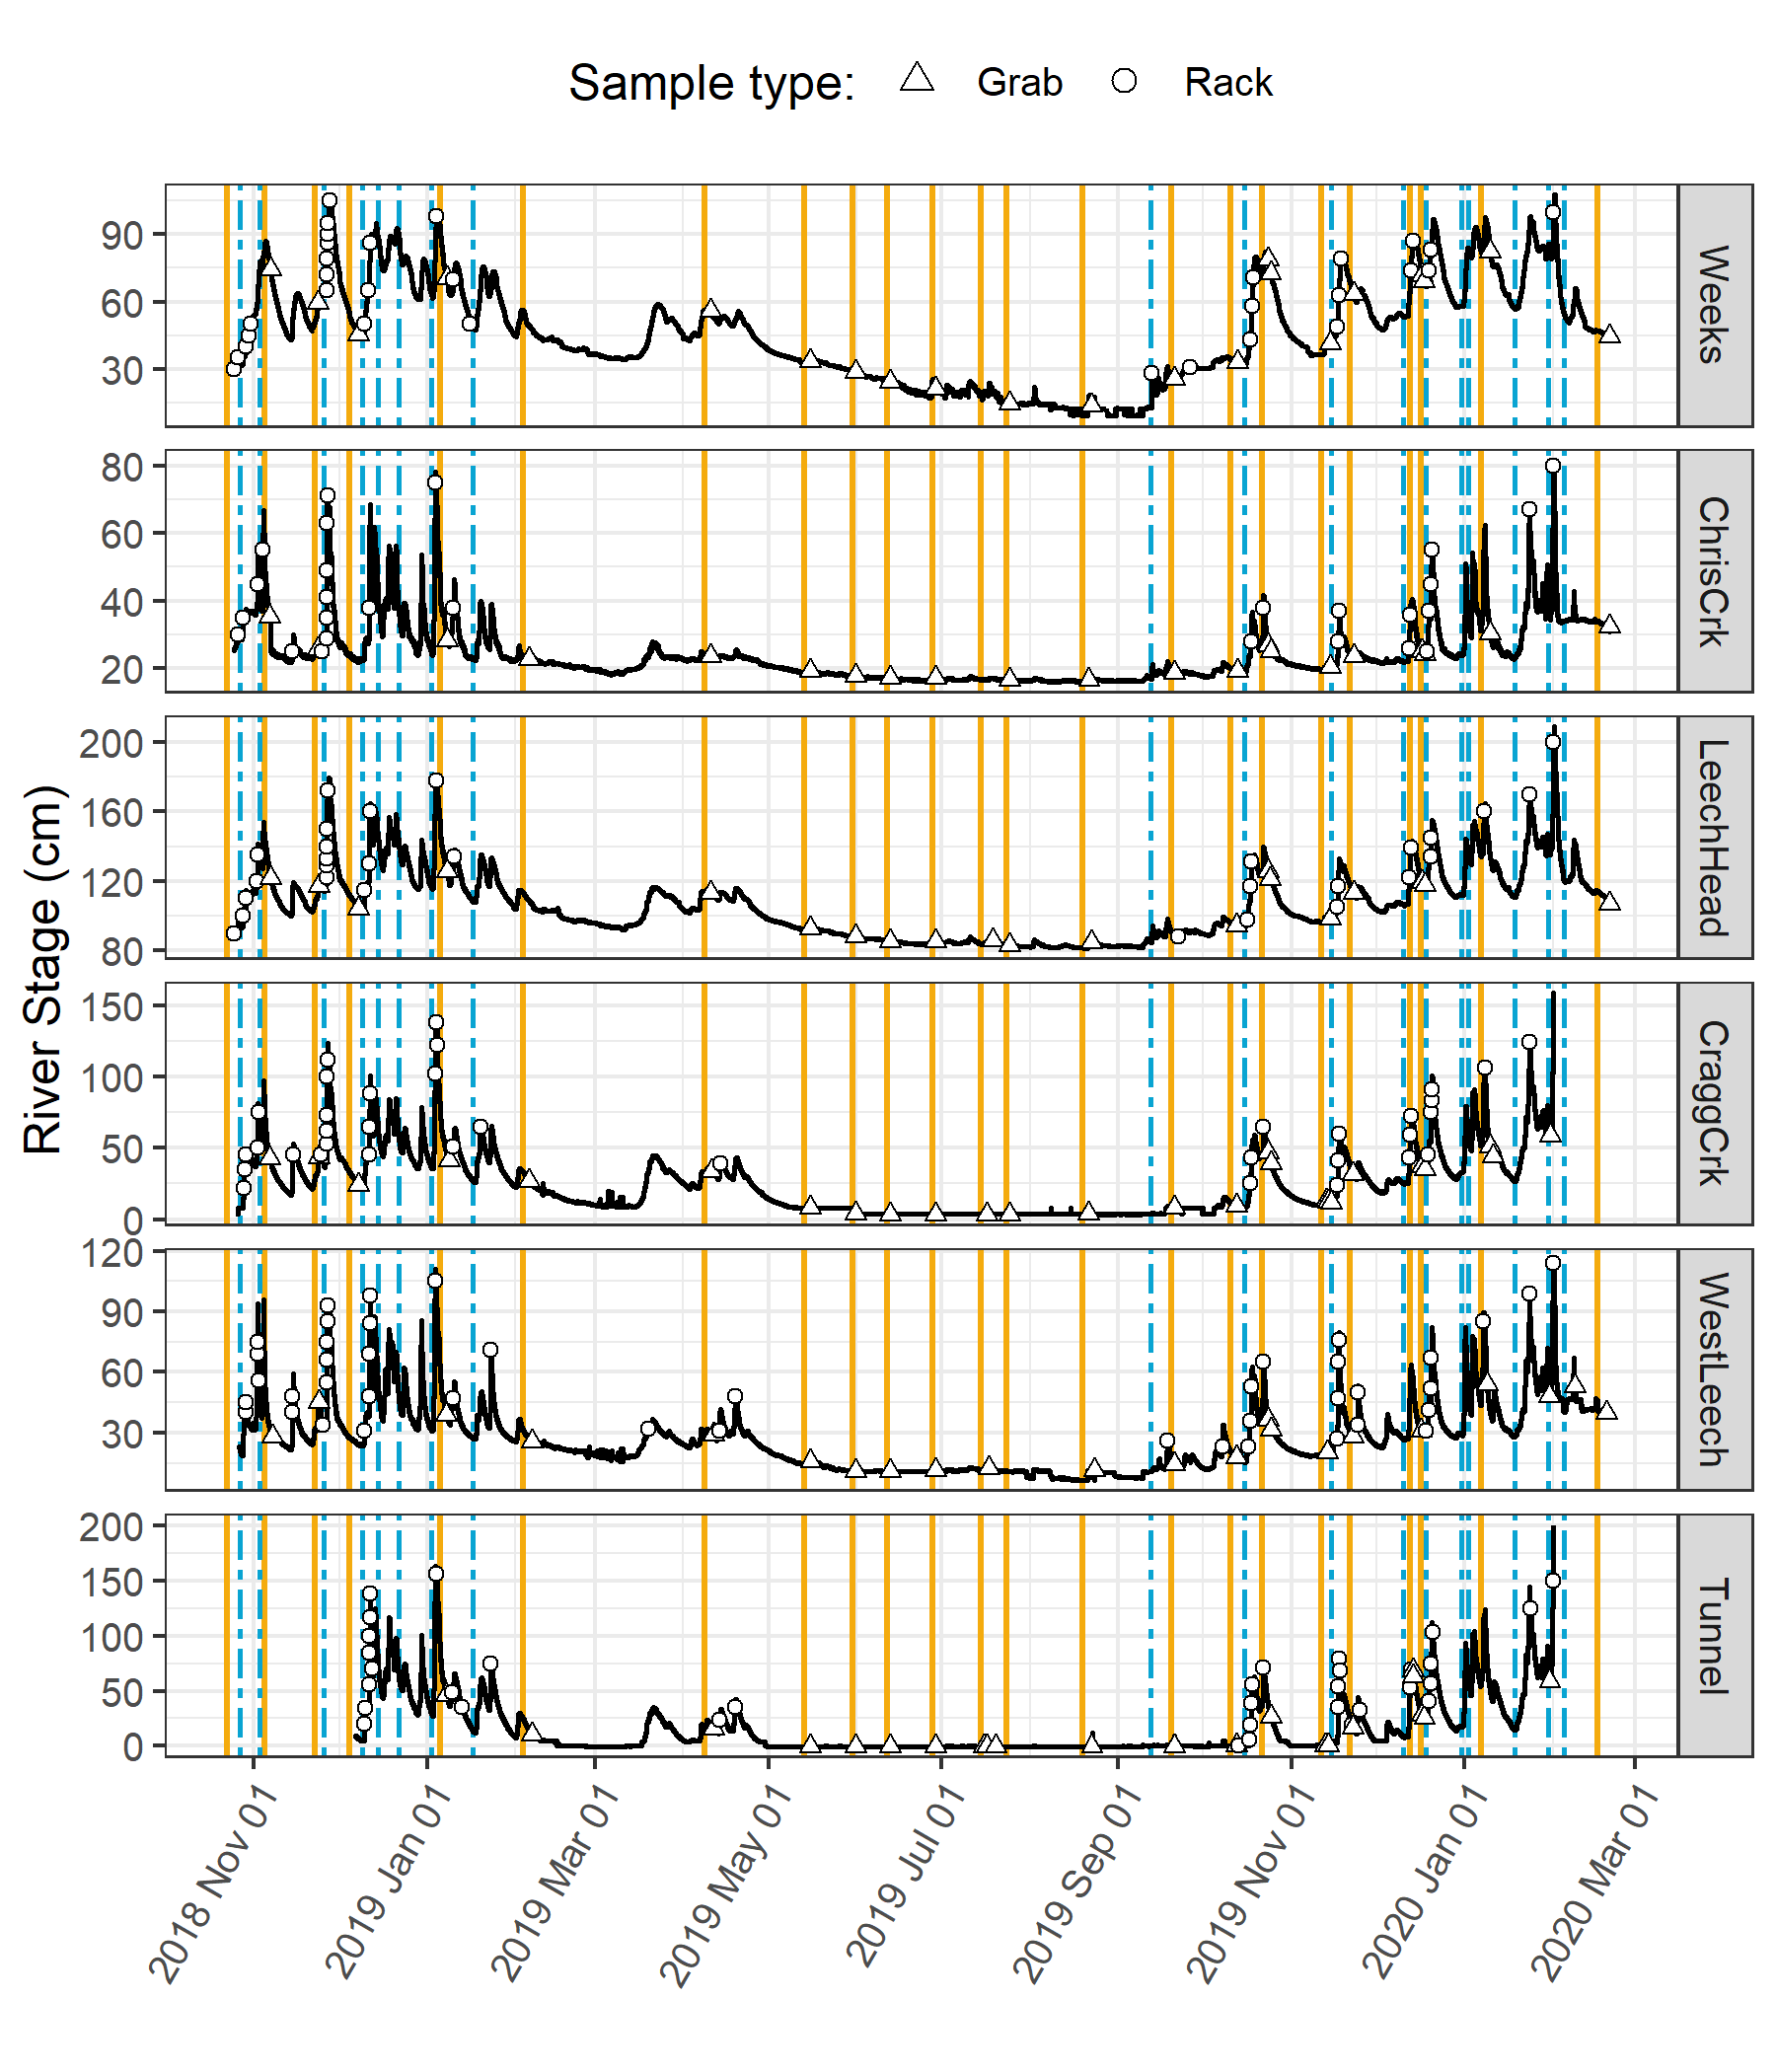 Sample type: Grab Rack
90
60
30
Weeks
80
60
40
20
ChrisCrk
200
160
120
80
LeechHead
River Stage (cm)
150
100
50
0
CraggCrk
120
90
60
30
WestLeech
200
150
100
50
0
Tunnel
2018 Nov 01
2019 Jan 01
2019 Mar 01
2019 May 01
2019 Jul 01
2019 Sep 01
2019 Nov 01
2020 Jan 01
2020 Mar 01